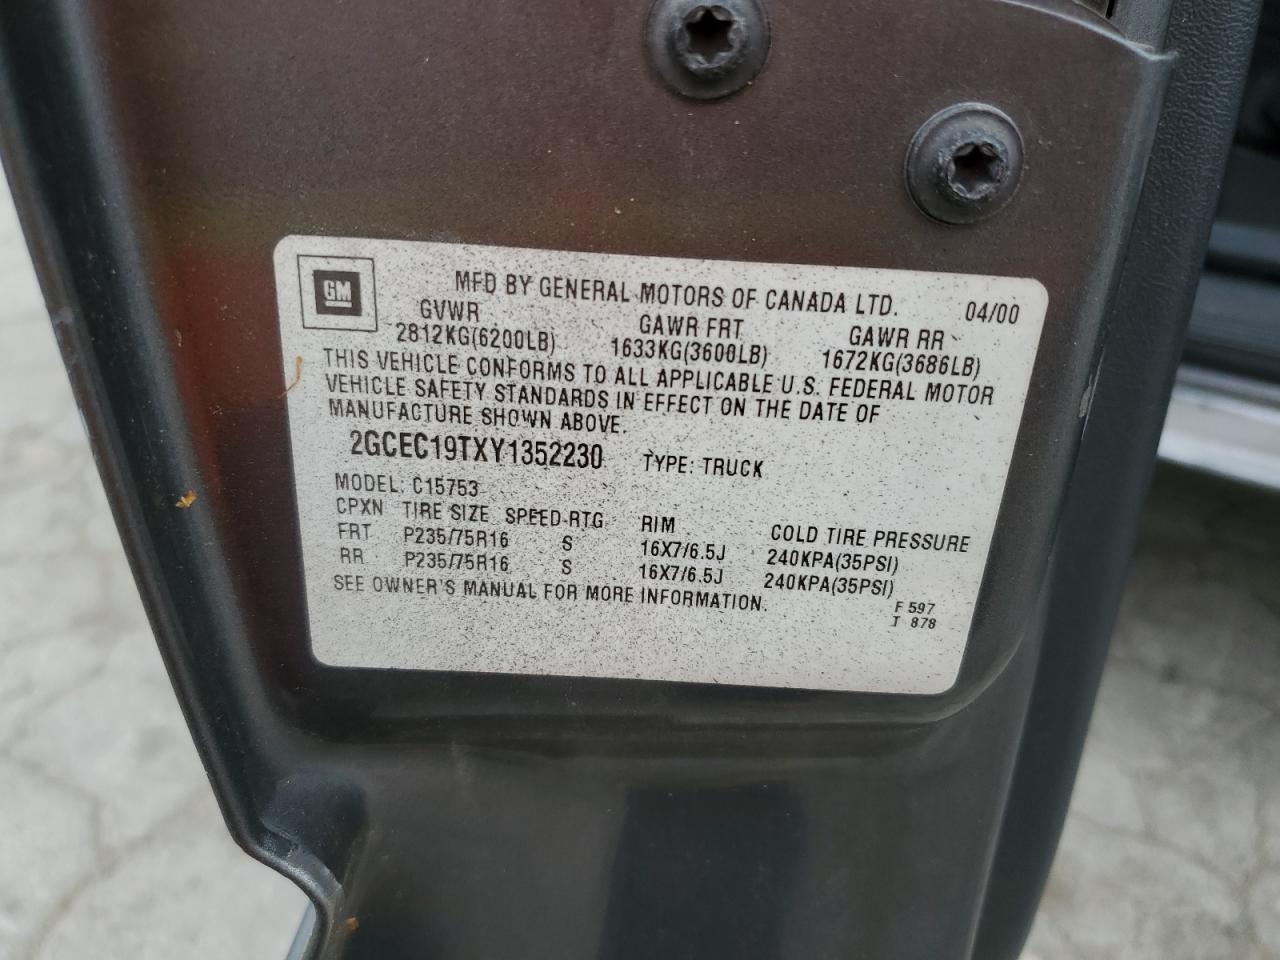 GM
MFD BY GENERAL MOTORS OF CANADA LTD. 04/00
GVWR GAWR FRT GAWR RR
2812KG(6200LB) 1633KG(3600LB) 1672KG(3686LB)
THIS VEHICLE CONFORMS TO ALL APPLICABLE U.S. FEDERAL MOTOR
VEHICLE SAFETY STANDARDS IN EFFECT ON THE DATE OF
MANUFACTURE SHOWN ABOVE.
2GCEC19TXY1352230 TYPE: TRUCK
MODEL: C15753
CPXN TIRE SIZE SPEED-RTG RIM COLD TIRE PRESSURE
FRT P235/75R16 S 16X7/6.5J 240KPA(35PSI)
RR P235/75R16 S 16X7/6.5J 240KPA(35PSI)
SEE OWNER'S MANUAL FOR MORE INFORMATION.
F 597
T 878